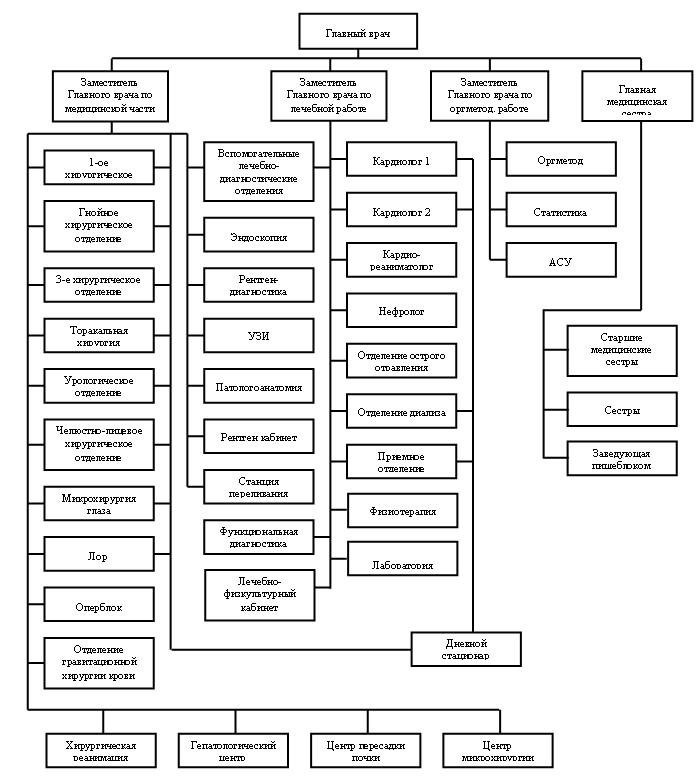 Главный врач
Заместитель
Главного врача по
медицинской части
Заместитель
Главного врача по
лечебной работе
Заместитель
Главного врача по
оргметод. работе
Главная
медицинская
сестра
1-ое
хирургическое
Гнойное
хирургическое
отделение
3-е хирургическое
отделение
Торакальная
хирургия
Урологическое
отделение
Челюстно-лицевое
хирургическое
отделение
Микрохирургия
глаза
Лор
Оперблок
Отделение
гравитационной
хирургии крови
Вспомогательные
лечебно-
диагностические
отделения
Эндоскопия
Рентген-
диагностика
УЗИ
Патологоанатомия
Рентген кабинет
Станция
переливания
Функциональная
диагностика
Лечебно-
физкультурный
кабинет
Кардиолог 1
Кардиолог 2
Кардио-
реаниматолог
Нефролог
Отделение острого
отравления
Отделение диализа
Приемное
отделение
Физиотерапия
Лаборатория
Оргметод
Статистика
АСУ
Старшие
медицинские
сестры
Сестры
Заведующая
пищеблоком
Дневной
стационар
Хирургическая
реанимация
Гепатологический
центр
Центр пересадки
почки
Центр
микрохирургии